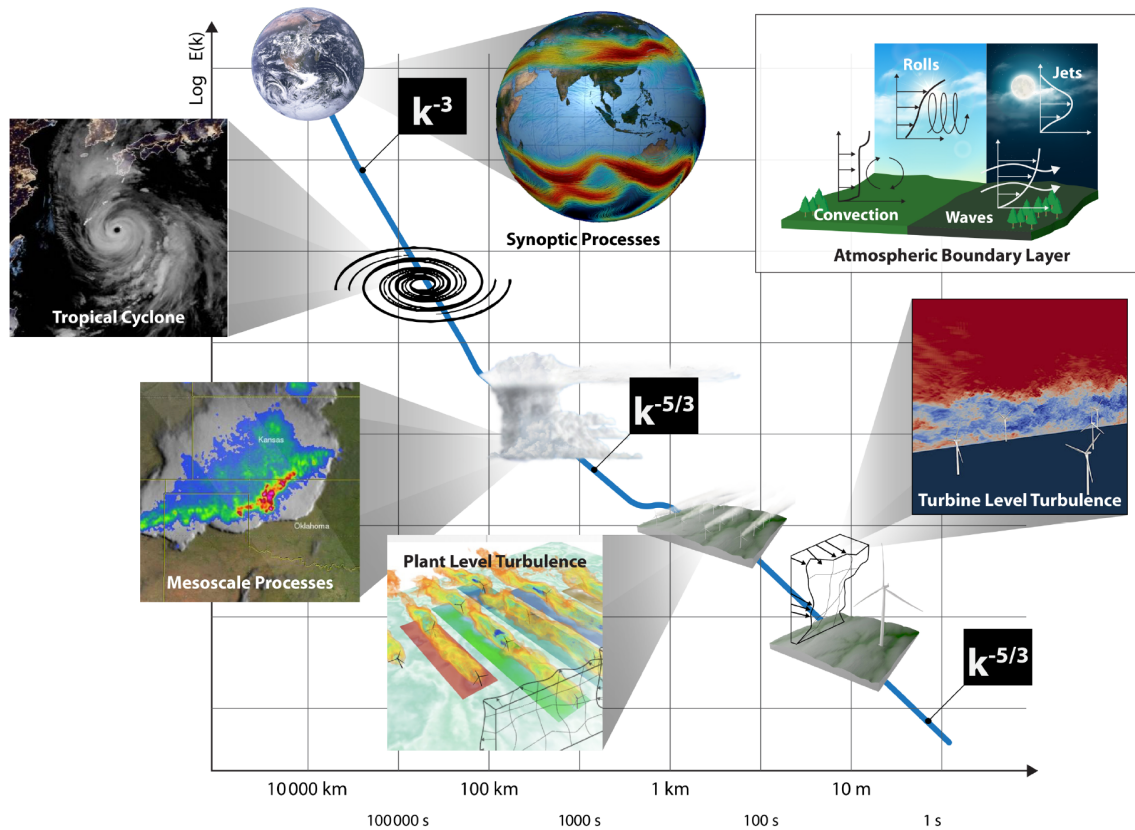 Log E(k)
k-3
Synoptic Processes
Rolls
Jets
Convection
Waves
Atmospheric Boundary Layer
Tropical Cyclone
k-5/3
Turbine Level Turbulence
Kansas
Oklahoma
Mesoscale Processes
Plant Level Turbulence
k-5/3
10 000 km
100 km
1 km
10 m
100 000 s
1000 s
100 s
1 s